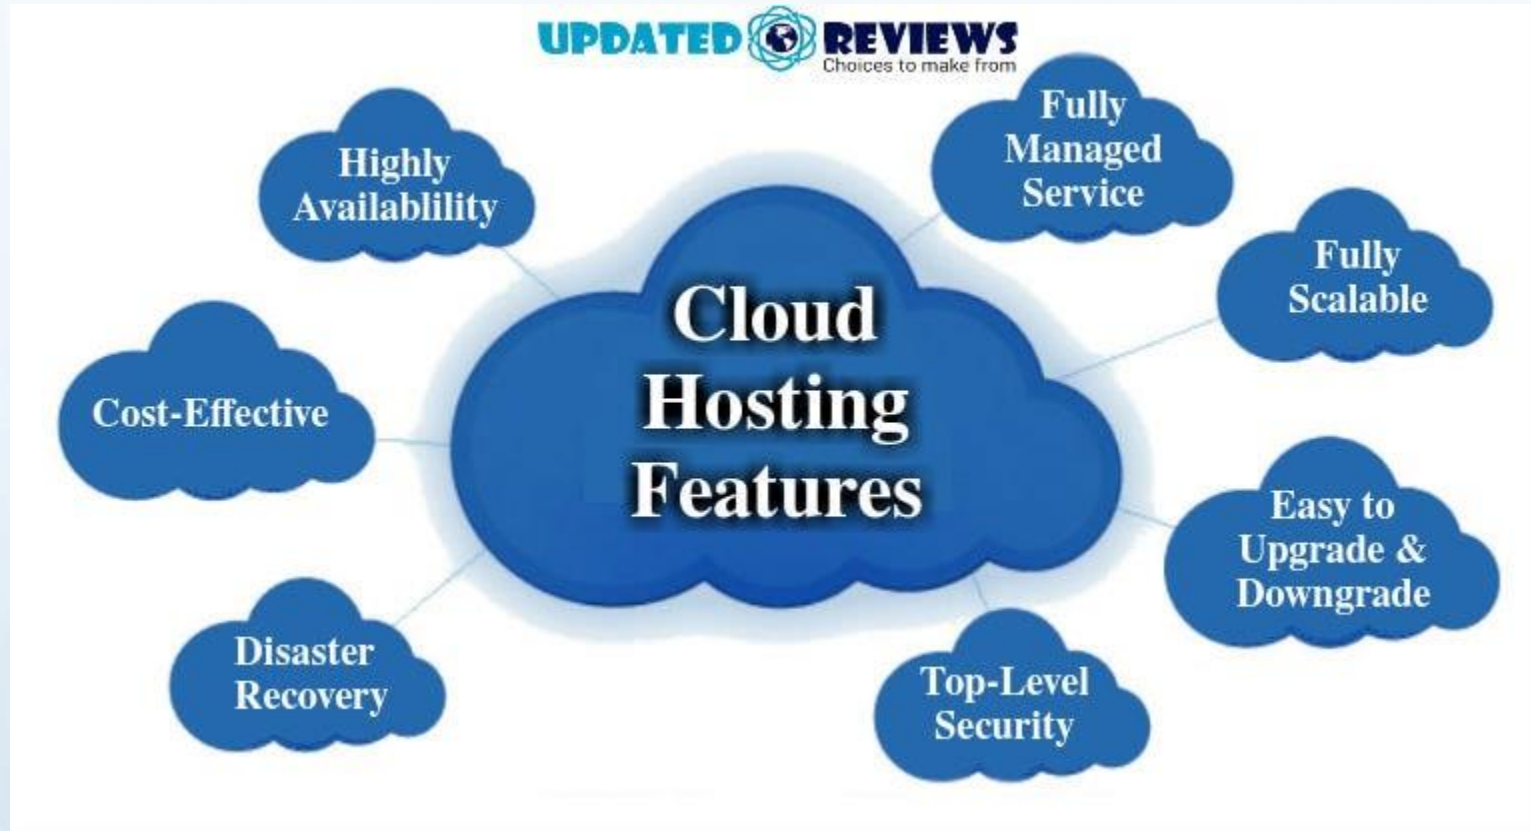 UPDATED REVIEWS
Choices to make from
Highly
Availablility
Fully
Managed
Service
Fully
Scalable
Cloud
Hosting
Features
Cost-Effective
Easy to
Upgrade &
Downgrade
Disaster
Recovery
Top-Level
Security